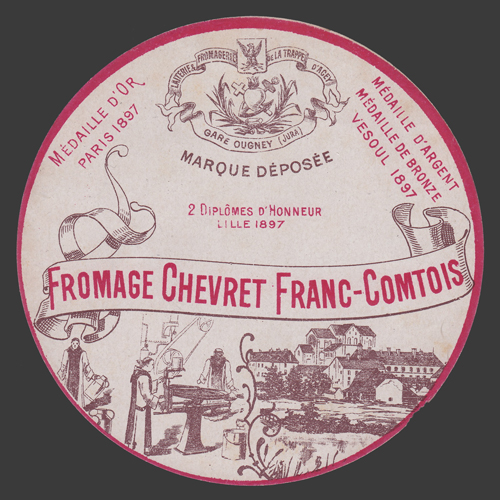 LAITERIE & FROMAGERIE DE LA TRAPPE D'ACEY
GARE OUGNEY (JURA)
MARQUE DÉPOSÉE
MÉDAILLE D'OR
PARIS 1897
MÉDAILLE D'ARGENT
MÉDAILLE DE BRONZE
VESOUL 1897
2 DIPLÔMES D'HONNEUR
LILLE 1897
FROMAGE CHEVRET FRANC-COMTOIS